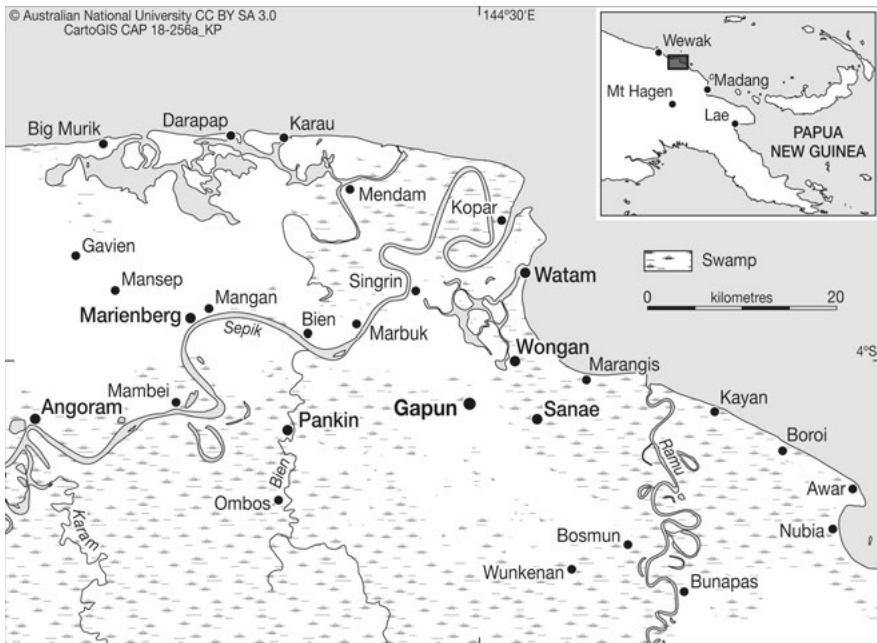 © Australian National University CC BY SA 3.0
CartoGIS CAP 18-256a_KP
144°30'E
Wewak
Madang
Mt Hagen
Lae
PAPUA
NEW GUINEA
Big Murik
Darapap
Karau
Mendam
Kopar
Gavien
Mansep
Singrin
Watam
Swamp
0 kilometres 20
Marienberg
Mangan
Sepik
Bien
Marbuk
Wongan
4°S
Marangis
Mambei
Angoram
Pankin
Gapun
Sanae
Kayan
Ramu
Boroi
Bien
Ombos
Karam
Awar
Nubia
Bosmun
Wunkenan
Bunapas